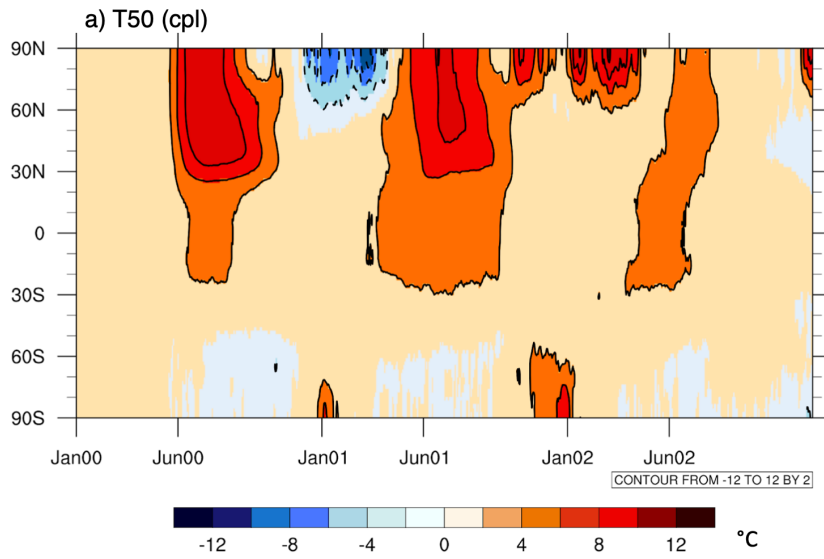 a) T50 (cpl)
90N
60N
30N
0
30S
60S
90S
Jan00 Jun00 Jan01 Jun01 Jan02 Jun02
CONTOUR FROM -12 TO 12 BY 2
-12 -8 -4 0 4 8 12 °C